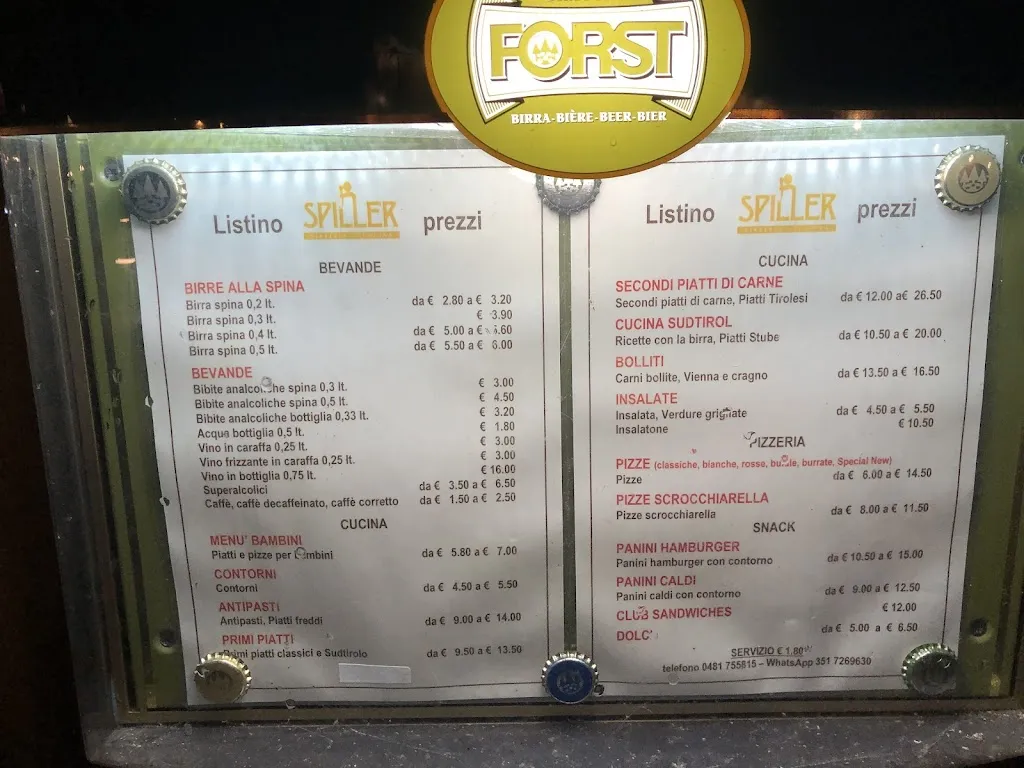 FORST
BIRRA-BIÈRE-BEER-BIER
Listino SPILLER prezzi
BEVANDE
BIRRE ALLA SPINA
Birra spina 0,2 lt. da € 2.80 a € 3.20
Birra spina 0,3 lt. € 3.90
Birra spina 0,4 lt. da € 5.00 a € .60
Birra spina 0,5 lt. da € 5.50 a € 6.00
BEVANDE
Bibite analcoliche spina 0,3 lt. € 3.00
Bibite analcoliche spina 0,5 lt. € 4.50
Bibite analcoliche bottiglia 0,33 lt. € 3.20
Acqua bottiglia 0,5 lt. € 1.80
Vino in caraffa 0,25 lt. € 3.00
Vino frizzante in caraffa 0,25 lt. € 3.00
Vino in bottiglia 0,75 lt. € 16.00
Superalcolici da € 3.50 a € 6.50
Caffè, caffè decaffeinato, caffè corretto da € 1.50 a € 2.50
CUCINA
MENU' BAMBINI
Piatti e pizze per bambini da € 5.80 a € 7.00
CONTORNI
Contorni da € 4.50 a € 5.50
ANTIPASTI
Antipasti, Piatti freddi da € 9.00 a € 14.00
PRIMI PIATTI
Primi piatti classici e Sudtirolo da € 9.50 a € 13.50
Listino SPILLER prezzi
CUCINA
SECONDI PIATTI DI CARNE
Secondi piatti di carne, Piatti Tirolesi da € 12.00 a € 26.50
CUCINA SUDTIROL
Ricette con la birra, Piatti Stube da € 10.50 a € 20.00
BOLLITI
Carni bollite, Vienna e cragno da € 13.50 a € 16.50
INSALATE
Insalata, Verdure grigliate da € 4.50 a € 5.50
Insalatone € 10.50
PIZZERIA
PIZZE (classiche, bianche, rosse, bufale, burrate, Special New)
Pizze da € 6.00 a € 14.50
PIZZE SCROCCHIARELLA
Pizze scrocchiarella da € 8.00 a € 11.50
SNACK
PANINI HAMBURGER
Panini hamburger con contorno da € 10.50 a € 15.00
PANINI CALDI
Panini caldi con contorno da € 9.00 a € 12.50
CLUB SANDWICHES € 12.00
DOLCI da € 5.00 a € 6.50
SERVIZIO € 1.80
telefono 0481 755815 – WhatsApp 351 7269630